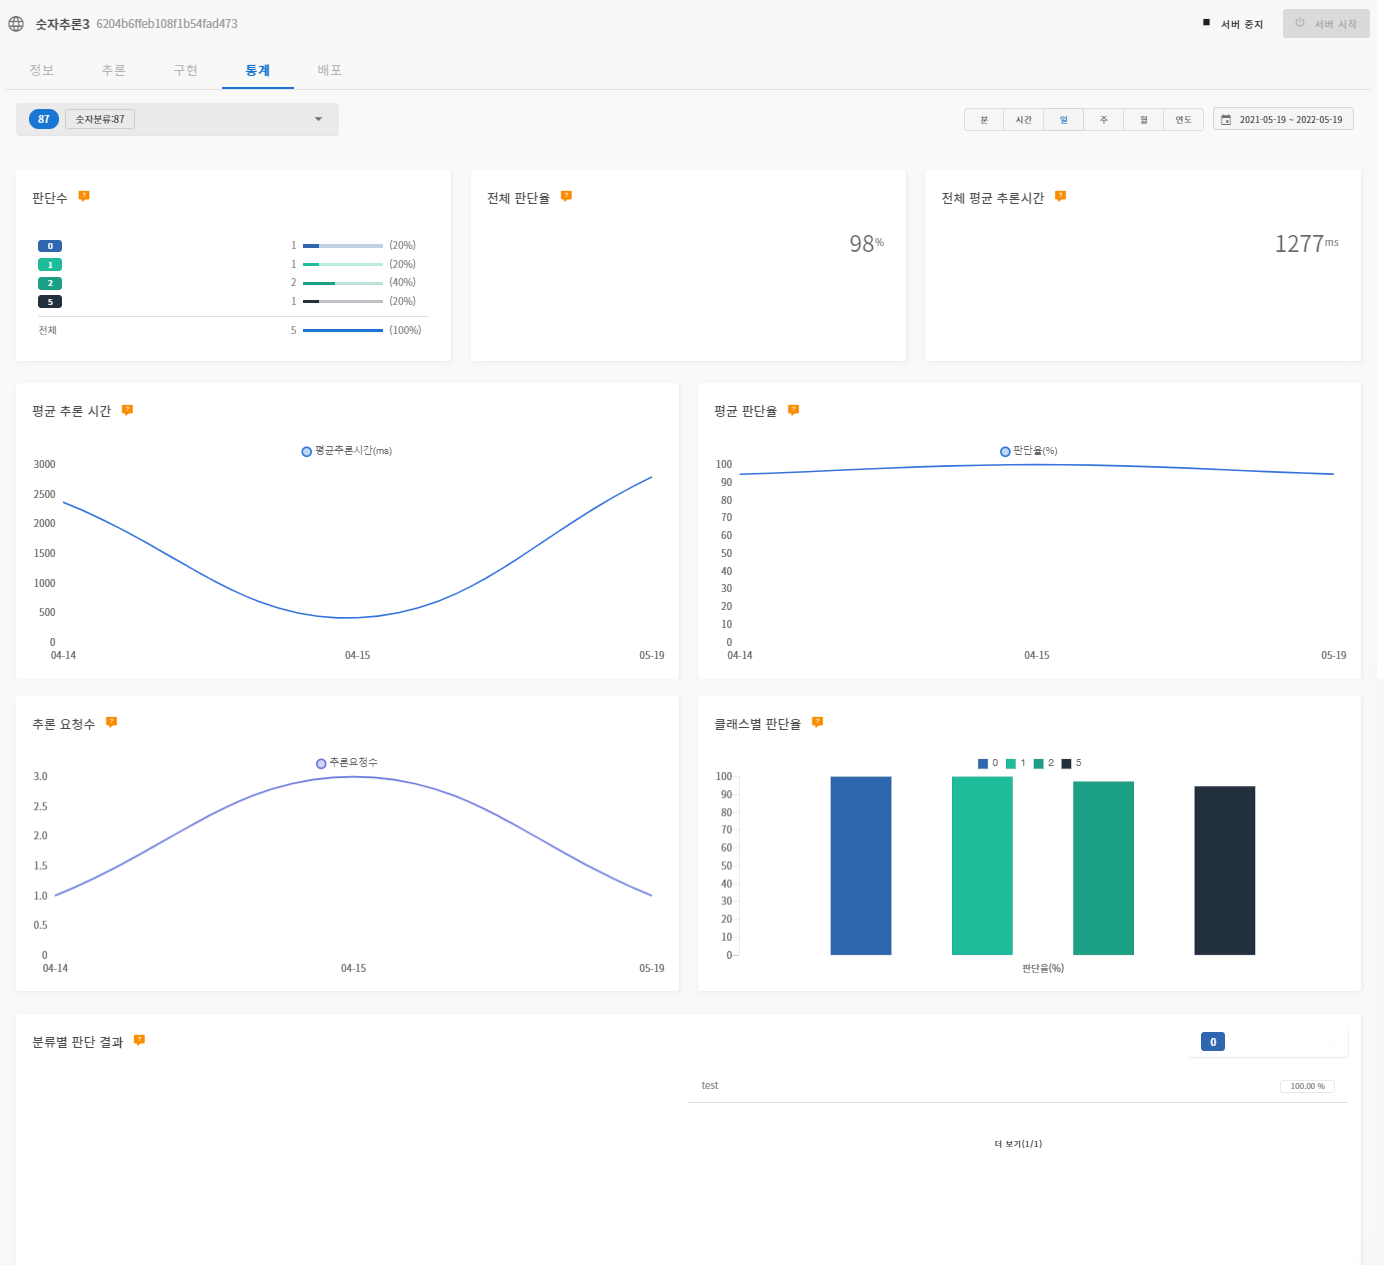 숫자추론3 6204b6ffeb108f1b54fad473 서버 중지 서버 시작
정보 추론 구현 통계 배포
87 숫자분류:87 분 시간 일 주 월 연도 2021-05-19 ~ 2022-05-19
판단수 ?
0 1 (20%)
1 1 (20%)
2 2 (40%)
5 1 (20%)
전체 5 (100%)
전체 판단율 ?
98%
전체 평균 추론시간 ?
1277ms
평균 추론 시간 ?
평균추론시간(ms)
3000
2500
2000
1500
1000
500
0
04-14 04-15 05-19
평균 판단율 ?
판단율(%)
100
90
80
70
60
50
40
30
20
10
0
04-14 04-15 05-19
추론 요청수 ?
추론요청수
3.0
2.5
2.0
1.5
1.0
0.5
0
04-14 04-15 05-19
클래스별 판단율 ?
0 1 2 5
100
90
80
70
60
50
40
30
20
10
0
판단율(%)
분류별 판단 결과 ? 0
test 100.00 %
더 보기(1/1)